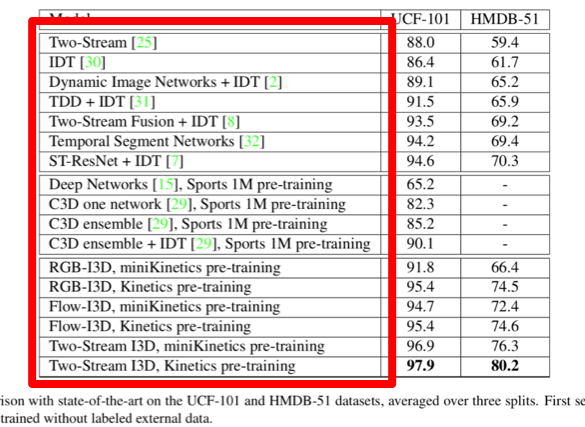 Model UCF-101 HMDB-51
Two-Stream [25] 88.0 59.4
IDT [30] 86.4 61.7
Dynamic Image Networks + IDT [2] 89.1 65.2
TDD + IDT [31] 91.5 65.9
Two-Stream Fusion + IDT [8] 93.5 69.2
Temporal Segment Networks [32] 94.2 69.4
ST-ResNet + IDT [7] 94.6 70.3
Deep Networks [15], Sports 1M pre-training 65.2 -
C3D one network [29], Sports 1M pre-training 82.3 -
C3D ensemble [29], Sports 1M pre-training 85.2 -
C3D ensemble + IDT [29], Sports 1M pre-training 90.1 -
RGB-I3D, miniKinetics pre-training 91.8 66.4
RGB-I3D, Kinetics pre-training 95.4 74.5
Flow-I3D, miniKinetics pre-training 94.7 72.4
Flow-I3D, Kinetics pre-training 95.4 74.6
Two-Stream I3D, miniKinetics pre-training 96.9 76.3
Two-Stream I3D, Kinetics pre-training 97.9 80.2
rison with state-of-the-art on the UCF-101 and HMDB-51 datasets, averaged over three splits. First se
trained without labeled external data.